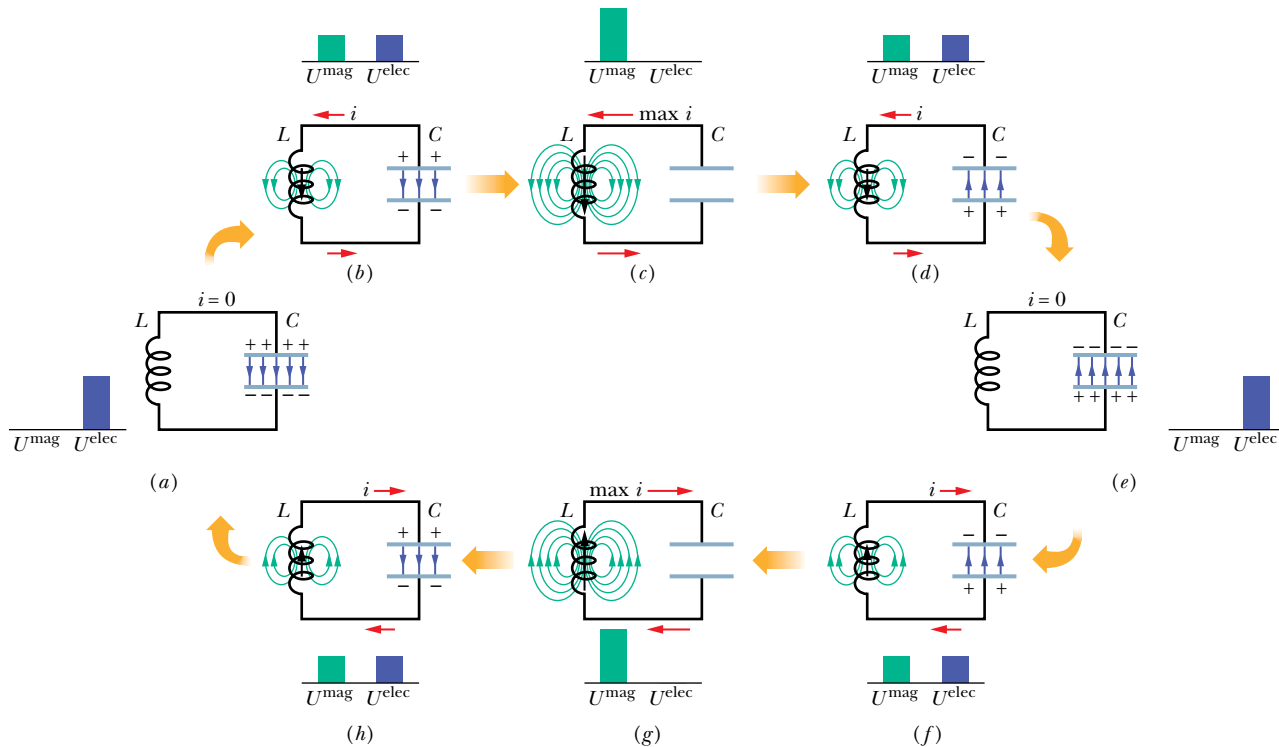 U^mag U^elec
U^mag U^elec
U^mag U^elec
i
L
C
+ +
− −
(b)
max i
L
C
(c)
i
L
C
− −
+ +
(d)
i = 0
L
C
+ + + +
− − − −
U^mag U^elec
(a)
i = 0
L
C
− − − −
+ + + +
U^mag U^elec
(e)
i
L
C
+ +
− −
U^mag U^elec
(h)
max i
L
C
U^mag U^elec
(g)
i
L
C
− −
+ +
U^mag U^elec
(f)